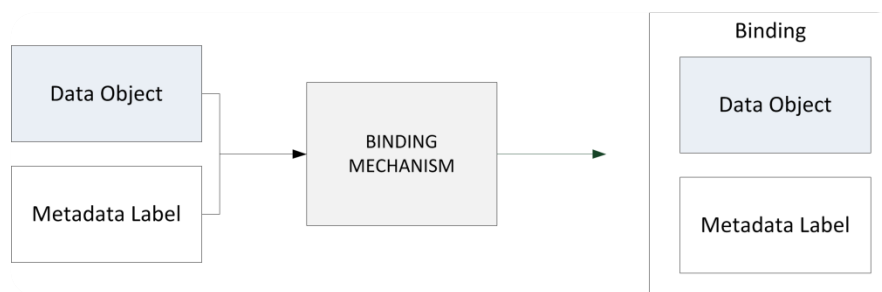 Data Object
Metadata Label
BINDING
MECHANISM
Binding
Data Object
Metadata Label